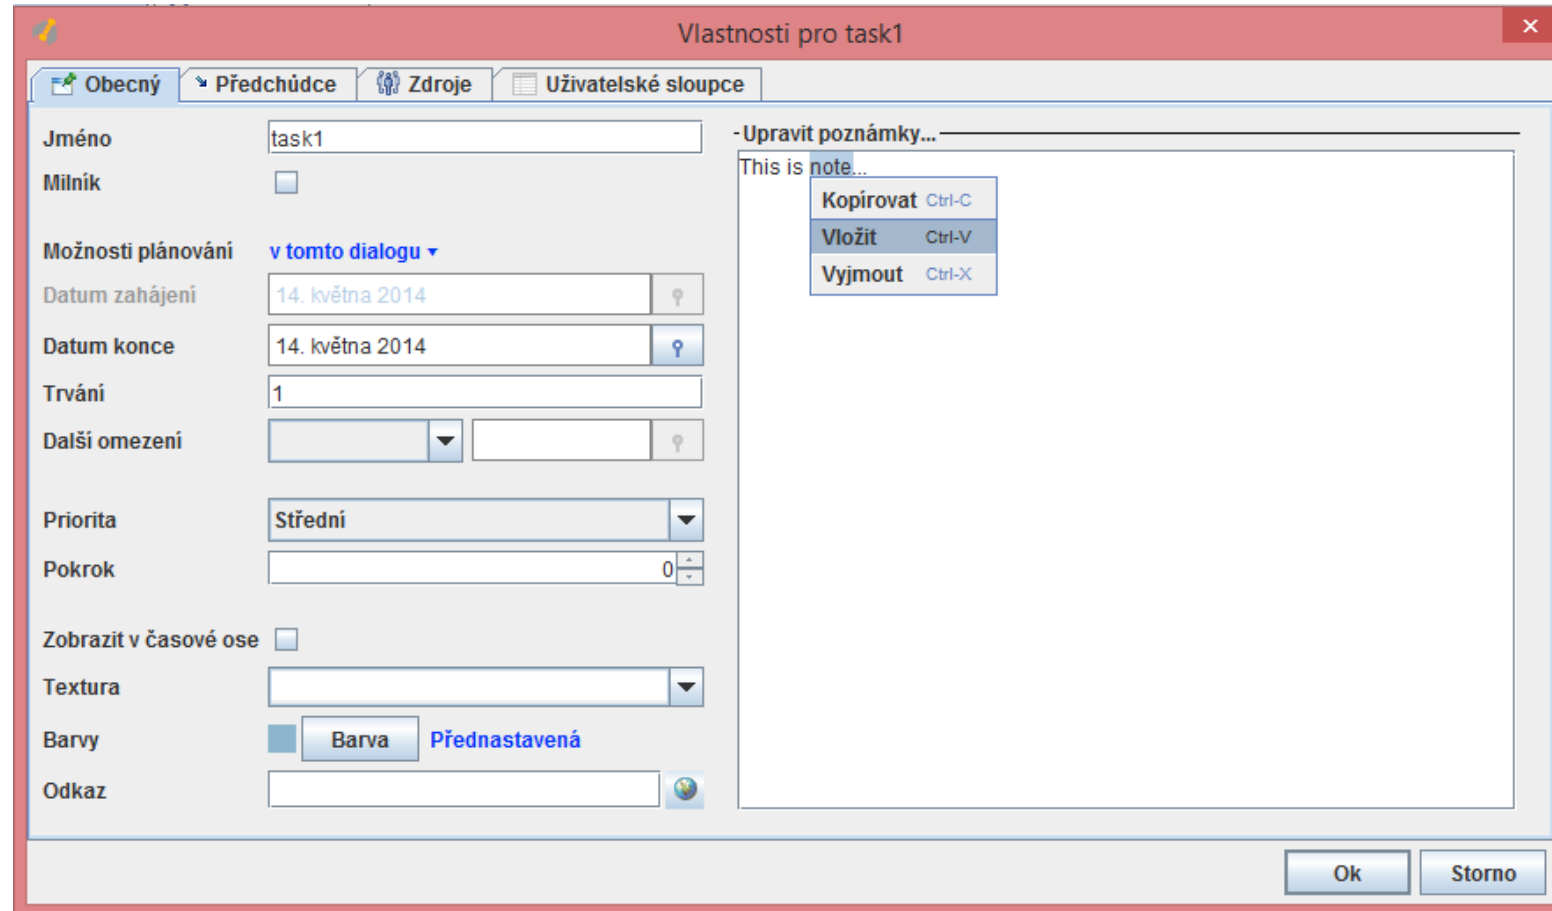 Vlastnosti pro task1
Obecný Předchůdce Zdroje Uživatelské sloupce
Jméno task1
Milník
Možnosti plánování v tomto dialogu
Datum zahájení 14. května 2014
Datum konce 14. května 2014
Trvání 1
Další omezení
Priorita Střední
Pokrok 0
Zobrazit v časové ose
Textura
Barvy Barva Přednastavená
Odkaz
Upravit poznámky...
This is note...
Kopírovat Ctrl-C
Vložit Ctrl-V
Vyjmout Ctrl-X
Ok Storno